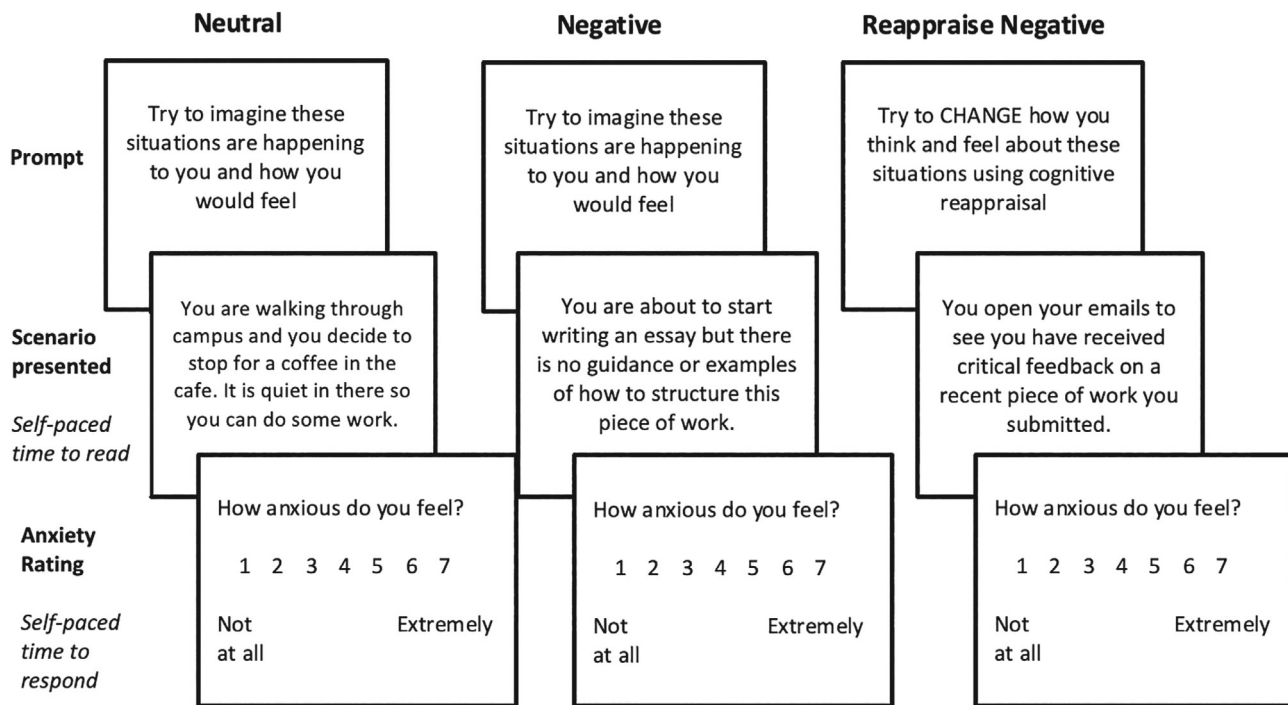 Neutral
Negative
Reappraise Negative
Prompt
Try to imagine these
situations are happening
to you and how you
would feel
Try to imagine these
situations are happening
to you and how you
would feel
Try to CHANGE how you
think and feel about these
situations using cognitive
reappraisal
Scenario
presented
Self-paced
time to read
You are walking through
campus and you decide to
stop for a coffee in the
cafe. It is quiet in there so
you can do some work.
You are about to start
writing an essay but there
is no guidance or examples
of how to structure this
piece of work.
You open your emails to
see you have received
critical feedback on a
recent piece of work you
submitted.
Anxiety
Rating
Self-paced
time to
respond
How anxious do you feel?
1 2 3 4 5 6 7
Not
at all
Extremely
How anxious do you feel?
1 2 3 4 5 6 7
Not
at all
Extremely
How anxious do you feel?
1 2 3 4 5 6 7
Not
at all
Extremely